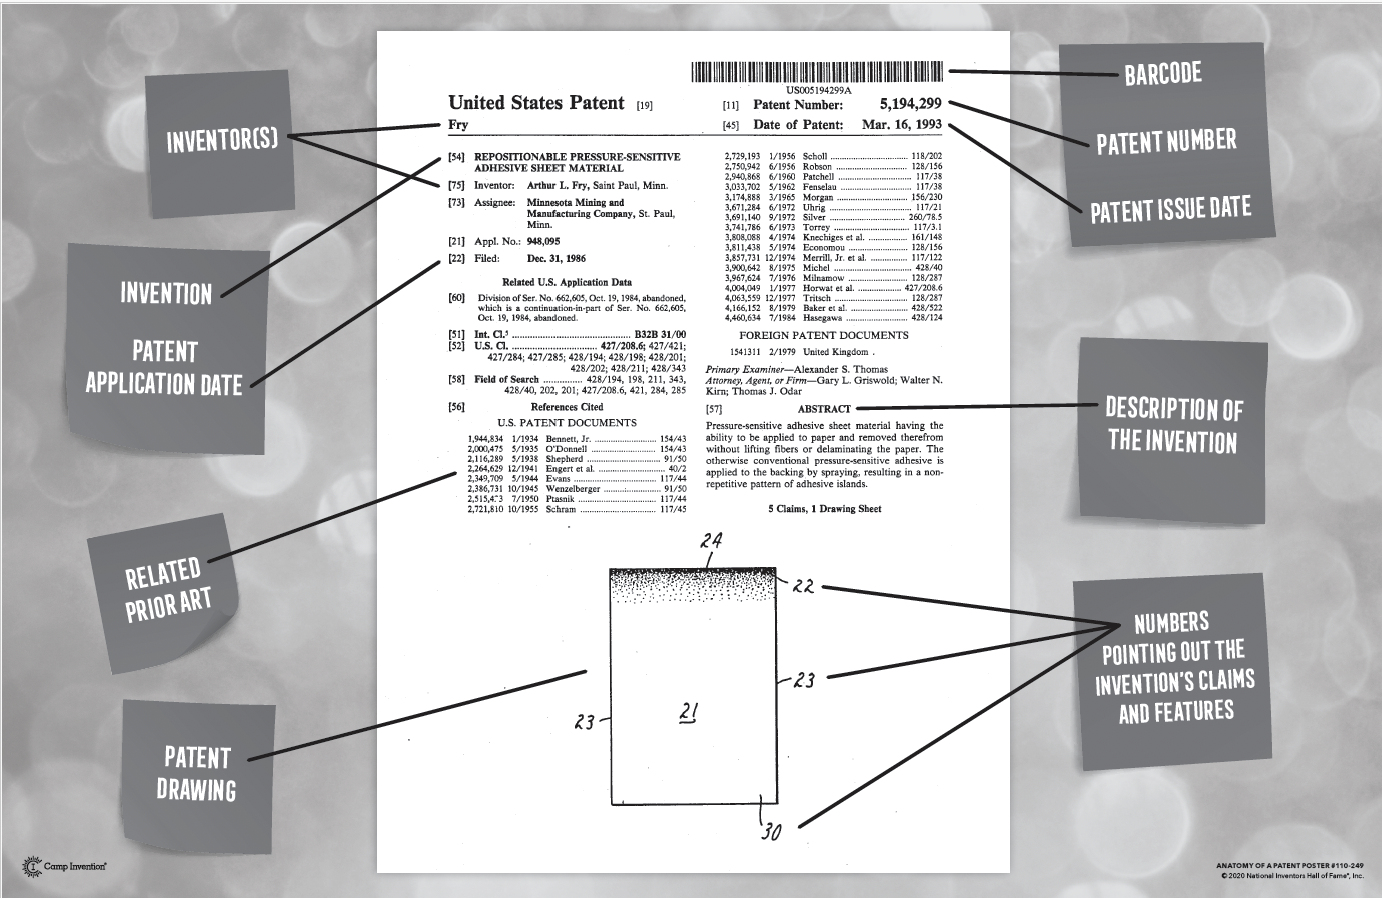 US005194299A
United States Patent [19]
Fry
[11] Patent Number: 5,194,299
[45] Date of Patent: Mar. 16, 1993
[54] REPOSITIONABLE PRESSURE-SENSITIVE
ADHESIVE SHEET MATERIAL
[75] Inventor: Arthur L. Fry, Saint Paul, Minn.
[73] Assignee: Minnesota Mining and
Manufacturing Company, St. Paul,
Minn.
[21] Appl. No.: 948,095
[22] Filed: Dec. 31, 1986
Related U.S. Application Data
[60] Division of Ser. No. 662,605, Oct. 19, 1984, abandoned,
which is a continuation-in-part of Ser. No. 662,605,
Oct. 19, 1984, abandoned.
[51] Int. Cl.5 ............ B32B 31/00
[52] U.S. Cl. ............ 427/208.6; 427/421;
427/284; 427/285; 428/194; 428/198; 428/201;
428/202; 428/211; 428/343
[58] Field of Search ............ 428/194, 198, 211, 343,
428/40, 202, 201; 427/208.6, 421, 284, 285
[56] References Cited
U.S. PATENT DOCUMENTS
1,944,834 1/1934 Bennett, Jr. ............ 154/43
2,000,475 5/1935 O'Donnell ............ 154/43
2,116,289 5/1938 Shepherd ............ 91/50
2,264,629 12/1941 Engert et al. ............ 40/2
2,349,709 5/1944 Evans ............ 117/44
2,386,731 10/1945 Wenzelberger ............ 91/50
7/1950 Ptasnik ............ 117/44
2,721,810 10/1955 Schram ............ 117/45
2,729,193 1/1956 Scholl ............ 118/202
2,750,942 6/1956 Robson ............ 128/156
2,940,868 6/1960 Patchell ............ 117/38
3,033,702 5/1962 Fenselau ............ 117/38
3,174,888 3/1965 Morgan ............ 156/230
3,671,284 6/1972 Uhrig ............ 117/21
3,691,140 9/1972 Silver ............ 260/78.5
3,741,786 6/1973 Torrey ............ 117/3.1
3,808,088 4/1974 Knechiges et al. ............ 161/148
3,811,438 5/1974 Economou ............ 128/156
3,857,731 12/1974 Merrill, Jr. et al. ............ 117/122
3,900,642 8/1975 Michel ............ 428/40
3,967,624 7/1976 Milnamow ............ 128/287
4,004,049 1/1977 Horwat et al. ............ 427/208.6
4,063,559 12/1977 Tritsch ............ 128/287
4,166,152 8/1979 Baker et al. ............ 428/522
4,460,634 7/1984 Hasegawa ............ 428/124
FOREIGN PATENT DOCUMENTS
1541311 2/1979 United Kingdom .
Primary Examiner—Alexander S. Thomas
Attorney, Agent, or Firm—Gary L. Griswold; Walter N.
Kirn; Thomas J. Odar
[57] ABSTRACT
Pressure-sensitive adhesive sheet material having the
ability to be applied to paper and removed therefrom
without lifting fibers or delaminating the paper. The
otherwise conventional pressure-sensitive adhesive is
applied to the backing by spraying, resulting in a non-
repetitive pattern of adhesive islands.
5 Claims, 1 Drawing Sheet
24
22
23
23
21
30
INVENTOR(S)
INVENTION
PATENT
APPLICATION DATE
RELATED
PRIOR ART
PATENT
DRAWING
BARCODE
PATENT NUMBER
PATENT ISSUE DATE
DESCRIPTION OF
THE INVENTION
NUMBERS
POINTING OUT THE
INVENTION'S CLAIMS
AND FEATURES
Camp Invention®
ANATOMY OF A PATENT POSTER #110-249
© 2020 National Inventors Hall of Fame®, Inc.